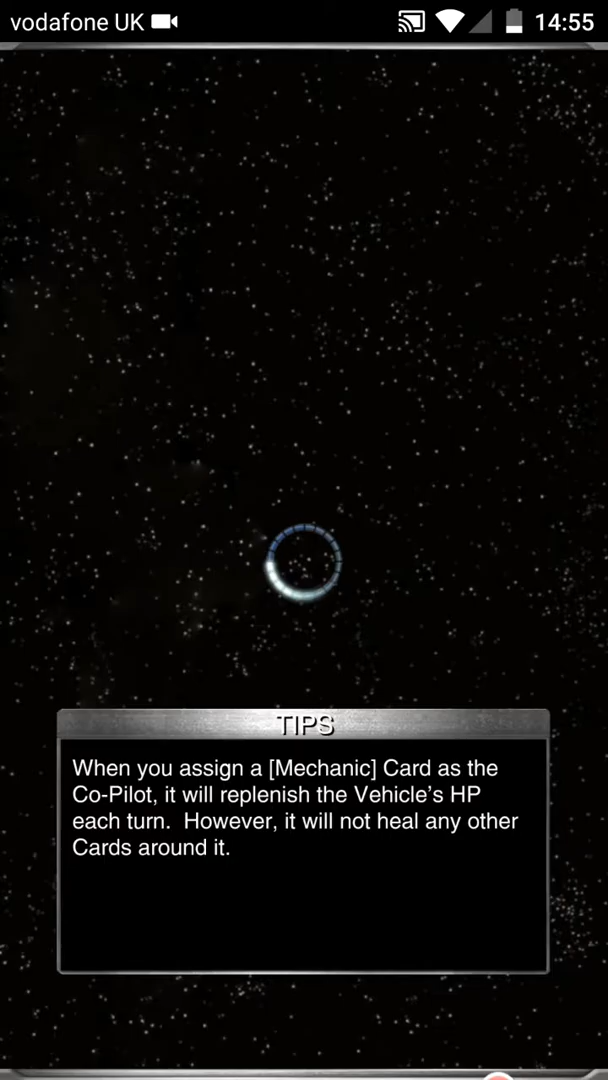 vodafone UK 14:55
TIPS
When you assign a [Mechanic] Card as the
Co-Pilot, it will replenish the Vehicle's HP
each turn.  However, it will not heal any other
Cards around it.